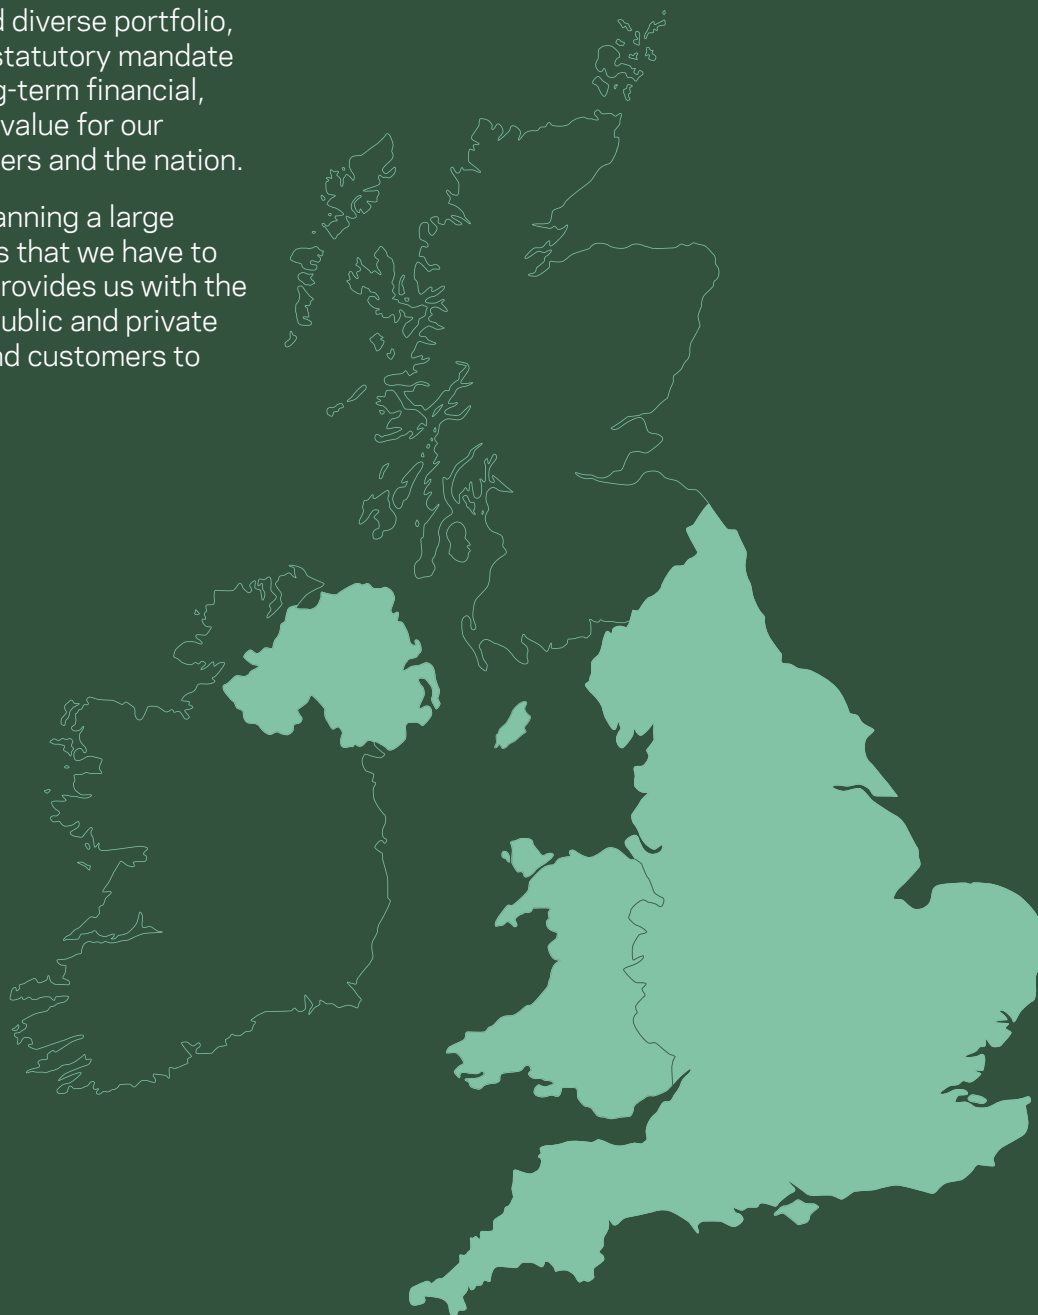 diverse portfolio,
statutory mandate
-term financial,
value for our
ers and the nation.
anning a large
s that we have to
rovides us with the
ublic and private
nd customers to